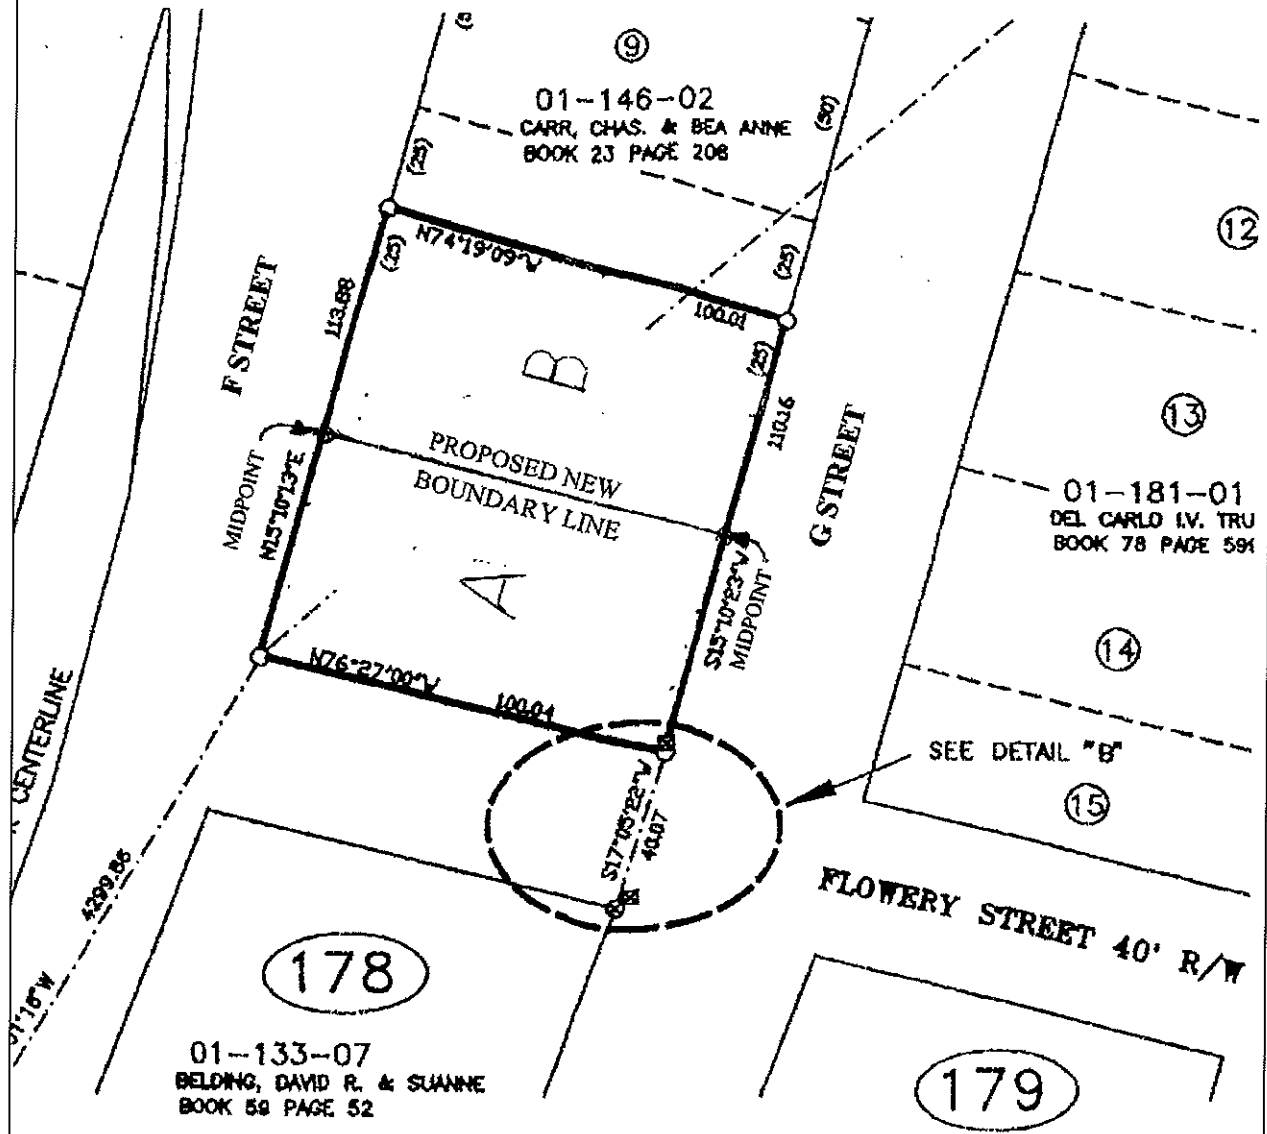 9
01-146-02
CARR, CHAS. & BEA ANNE
BOOK 23 PAGE 206
(50)
(25)
(25)
(25)
(25)
N74°19'09"W
100.01
12
113.88
F STREET
B
110.16
G STREET
13
PROPOSED NEW
BOUNDARY LINE
MIDPOINT
N15°10'13"E
01-181-01
DEL CARLO I.V. TRU
BOOK 78 PAGE 591
A
S15°10'23"W
MIDPOINT
14
N76°27'00"W
100.04
CENTERLINE
SEE DETAIL "B"
15
S17°05'22"W
40.07
4299.86
FLOWERY STREET 40' R/W
178
01-133-07
BELDING, DAVID R. & SUANNE
BOOK 59 PAGE 52
179